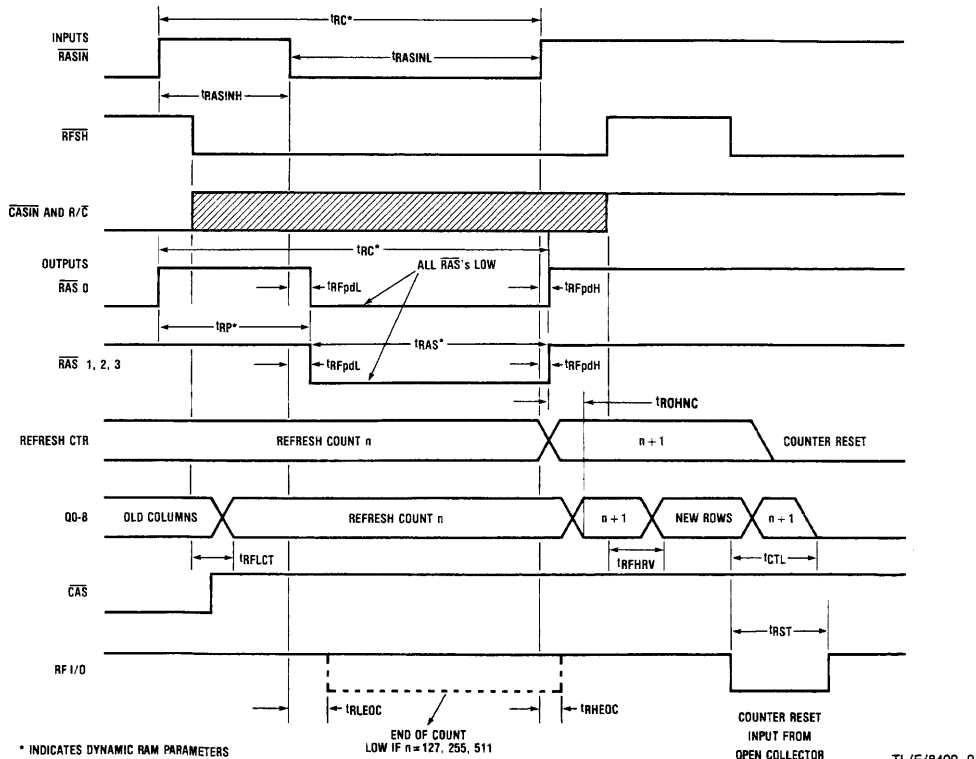 tRC*
INPUTS
RASIN
tRASINL
tRASINH
RFSH
CASIN AND R/C
tRC*
OUTPUTS
ALL RAS's LOW
RAS 0
tRFpdL
tRFpdH
tRP*
tRAS*
RAS 1, 2, 3
tRFpdL
tRFpdH
tROHNC
REFRESH CTR
REFRESH COUNT n
n + 1
COUNTER RESET
Q0-8
OLD COLUMNS
REFRESH COUNT n
n + 1
NEW ROWS
n + 1
tRFLCT
tRFHRV
tCTL
CAS
tRST
RF I/O
tRLEOC
tRHEOC
END OF COUNT
LOW IF n = 127, 255, 511
COUNTER RESET
INPUT FROM
OPEN COLLECTOR
* INDICATES DYNAMIC RAM PARAMETERS